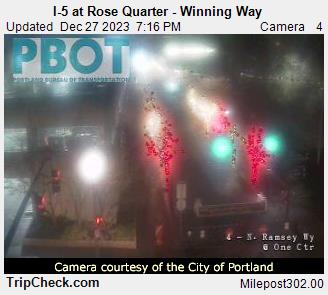 I-5 at Rose Quarter - Winning Way
Updated Dec 27 2023 7:16 PM Camera 4
PBOT
PORTLAND BUREAU OF TRANSPORTATION
4 - N. Ramsey Wy
@ One Ctr
Camera courtesy of the City of Portland
TripCheck.com Milepost302.00